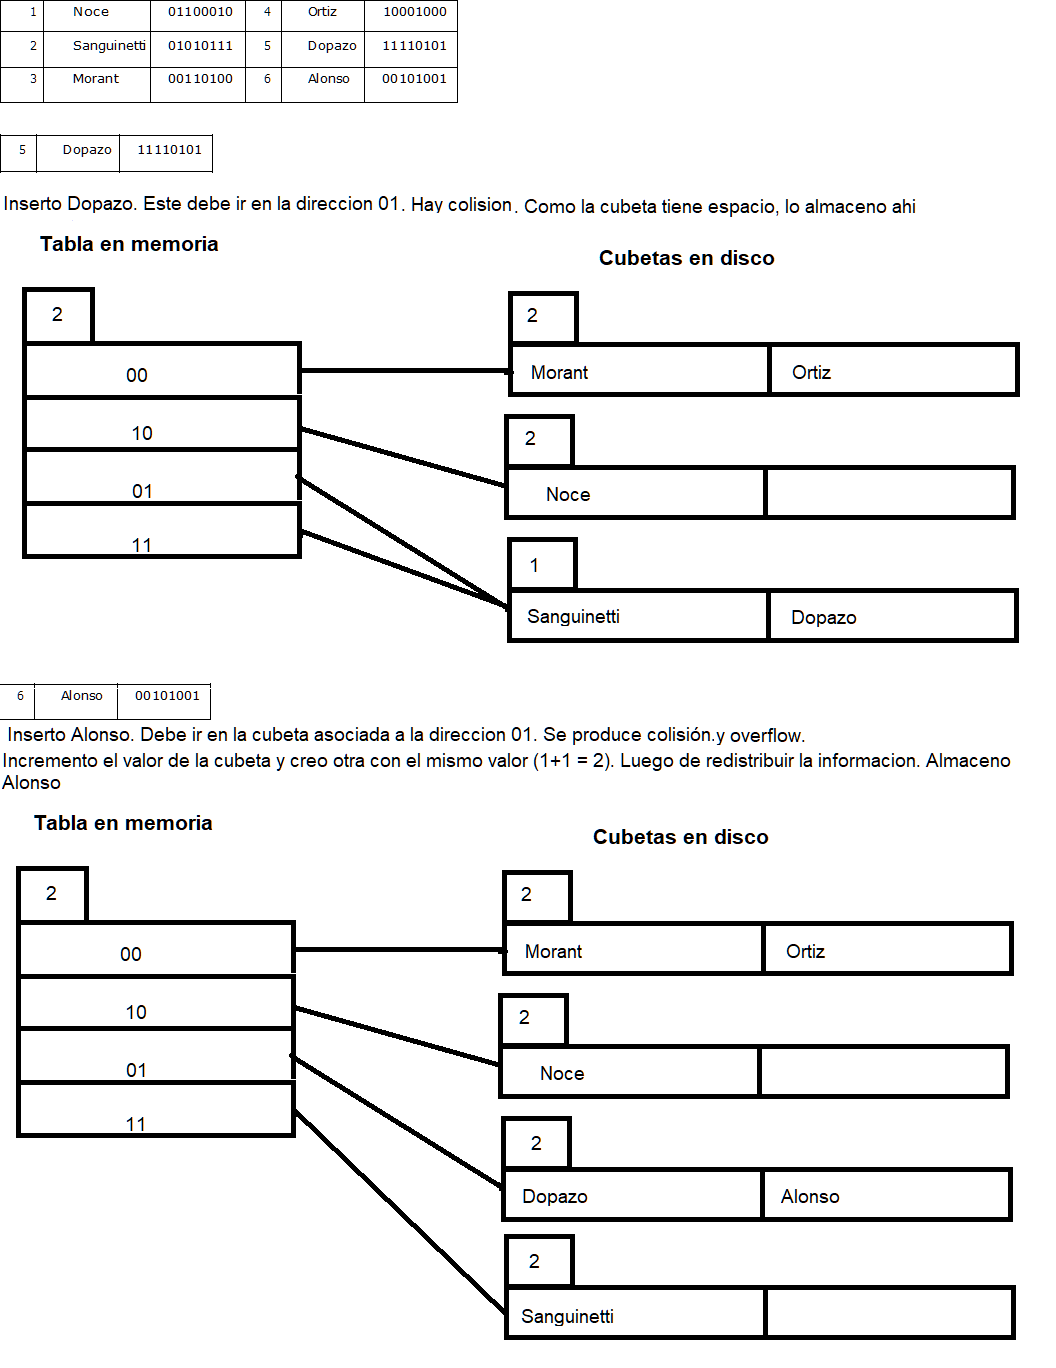 1 Noce 01100010 4 Ortiz 10001000
2 Sanguinetti 01010111 5 Dopazo 11110101
3 Morant 00110100 6 Alonso 00101001
5 Dopazo 11110101
Inserto Dopazo. Este debe ir en la direccion 01. Hay colision. Como la cubeta tiene espacio, lo almaceno ahi
Tabla en memoria
Cubetas en disco
2
2
00
Morant Ortiz
2
10
Noce
01
1
11
Sanguinetti Dopazo
6 Alonso 00101001
Inserto Alonso. Debe ir en la cubeta asociada a la direccion 01. Se produce colisión.y overflow.
Incremento el valor de la cubeta y creo otra con el mismo valor (1+1 = 2). Luego de redistribuir la informacion. Almaceno
Alonso
Tabla en memoria
Cubetas en disco
2
2
00
Morant Ortiz
2
10
Noce
01
2
11
Dopazo Alonso
2
Sanguinetti